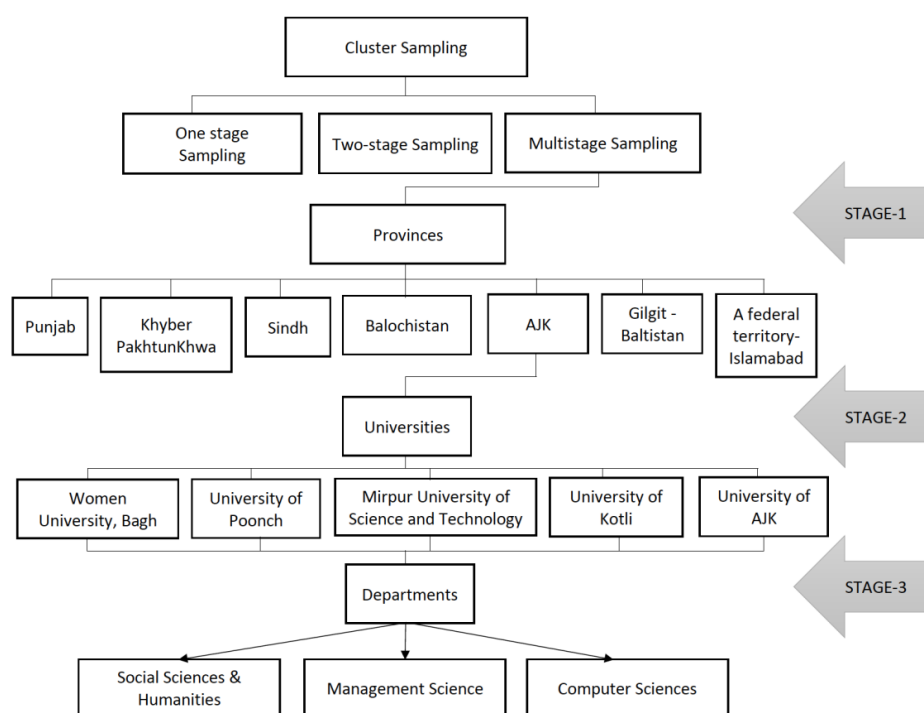 Cluster Sampling
One stage
Sampling
Two-stage Sampling
Multistage Sampling
STAGE-1
Provinces
Punjab
Khyber
PakhtunKhwa
Sindh
Balochistan
AJK
Gilgit -
Baltistan
A federal
territory-
Islamabad
STAGE-2
Universities
Women
University, Bagh
University of
Poonch
Mirpur University of
Science and Technology
University of
Kotli
University of
AJK
STAGE-3
Departments
Social Sciences &
Humanities
Management Science
Computer Sciences